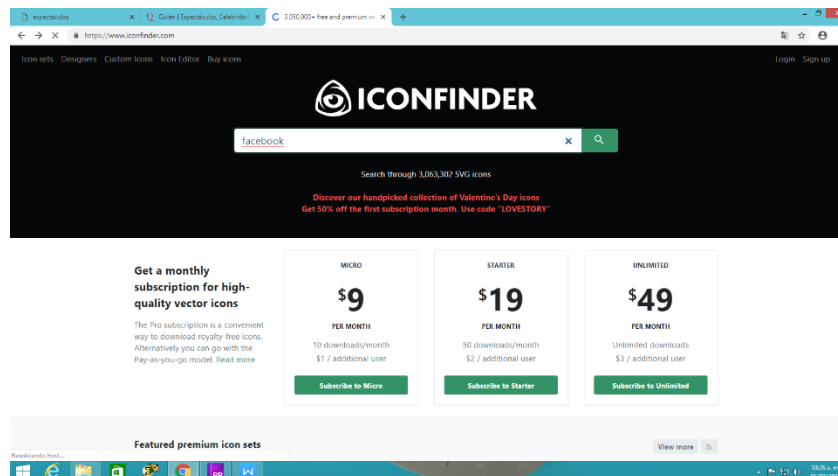 espectaculos
Quién | Espectáculos, Celebrida
3.050,000+ free and premium ve
https://www.iconfinder.com
Icon sets Designers Custom Icons Icon Editor Buy icons
Login Sign up
ICONFINDER
facebook
Search through 3,063,302 SVG icons
Discover our handpicked collection of Valentine's Day icons
Get 50% off the first subscription month. Use code "LOVESTORY"
Get a monthly
subscription for high-
quality vector icons
The Pro subscription is a convenient
way to download royalty-free icons.
Alternatively you can go with the
Pay-as-you-go model. Read more
MICRO
$9
PER MONTH
10 downloads/month
$1 / additional user
Subscribe to Micro
STARTER
$19
PER MONTH
50 downloads/month
$2 / additional user
Subscribe to Starter
UNLIMITED
$49
PER MONTH
Unlimited downloads
$3 / additional user
Subscribe to Unlimited
Featured premium icon sets
View more
Resolviendo host...